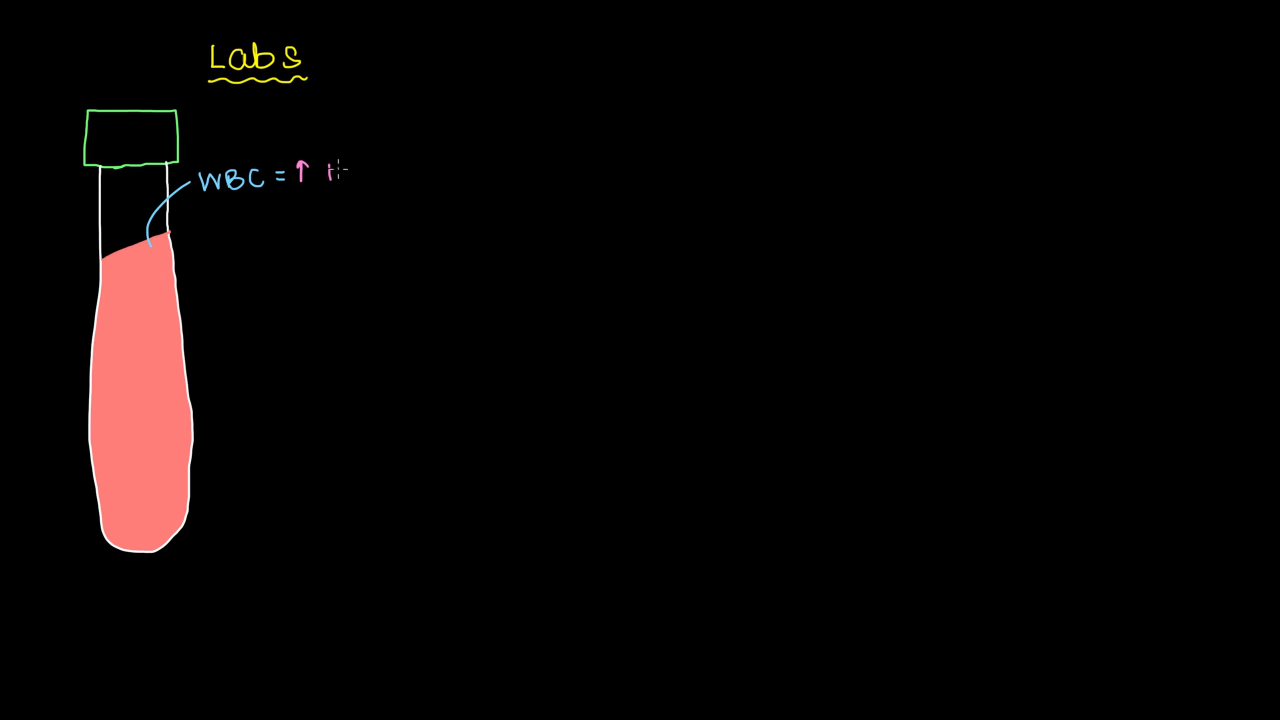 Labs
WBC = ↑